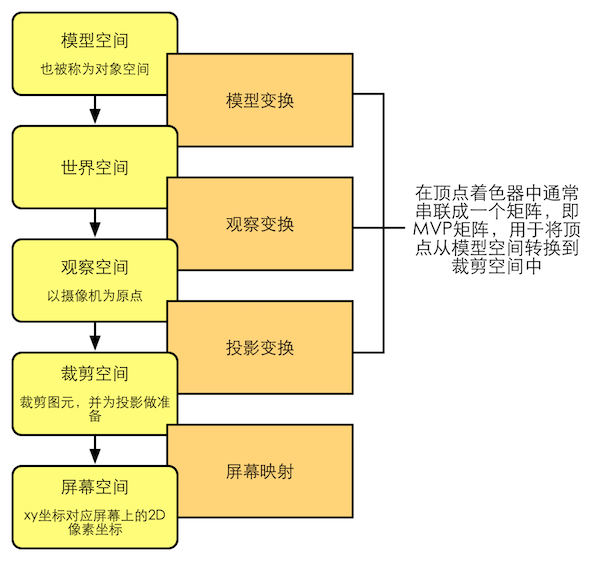 模型空间
也被称为对象空间
模型变换
世界空间
观察变换
在顶点着色器中通常
串联成一个矩阵，即
MVP矩阵，用于将顶
点从模型空间转换到
裁剪空间中
观察空间
以摄像机为原点
投影变换
裁剪空间
裁剪图元，并为投影做准
备
屏幕映射
屏幕空间
xy坐标对应屏幕上的2D
像素坐标